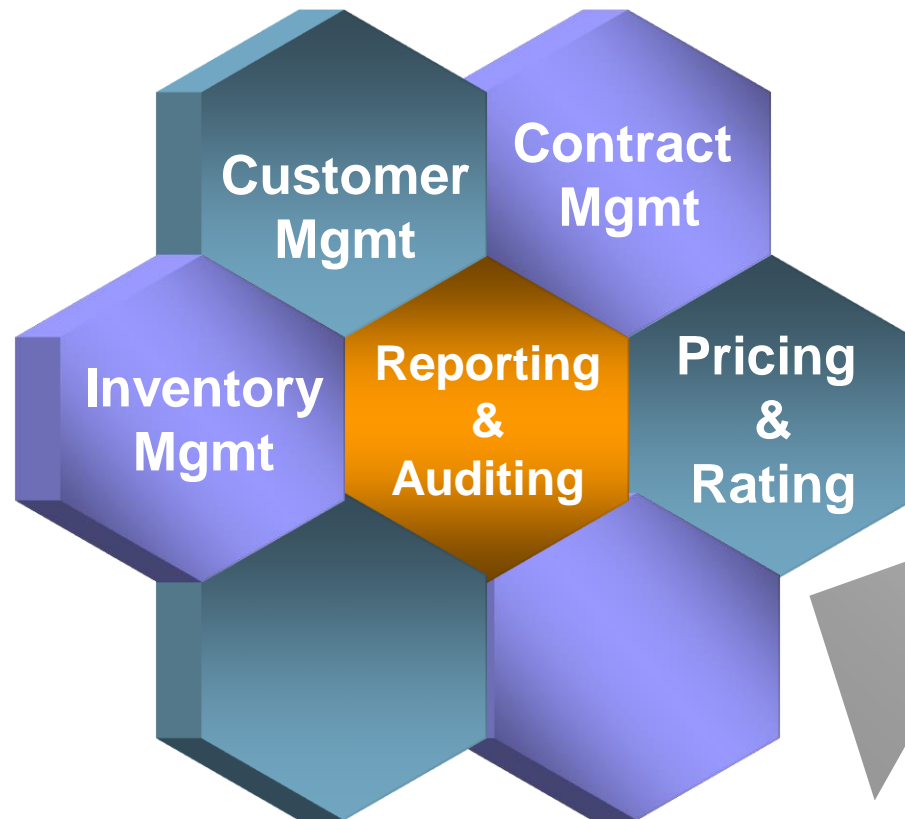 Customer
Mgmt
Contract
Mgmt
Inventory
Mgmt
Reporting
&
Auditing
Pricing
&
Rating